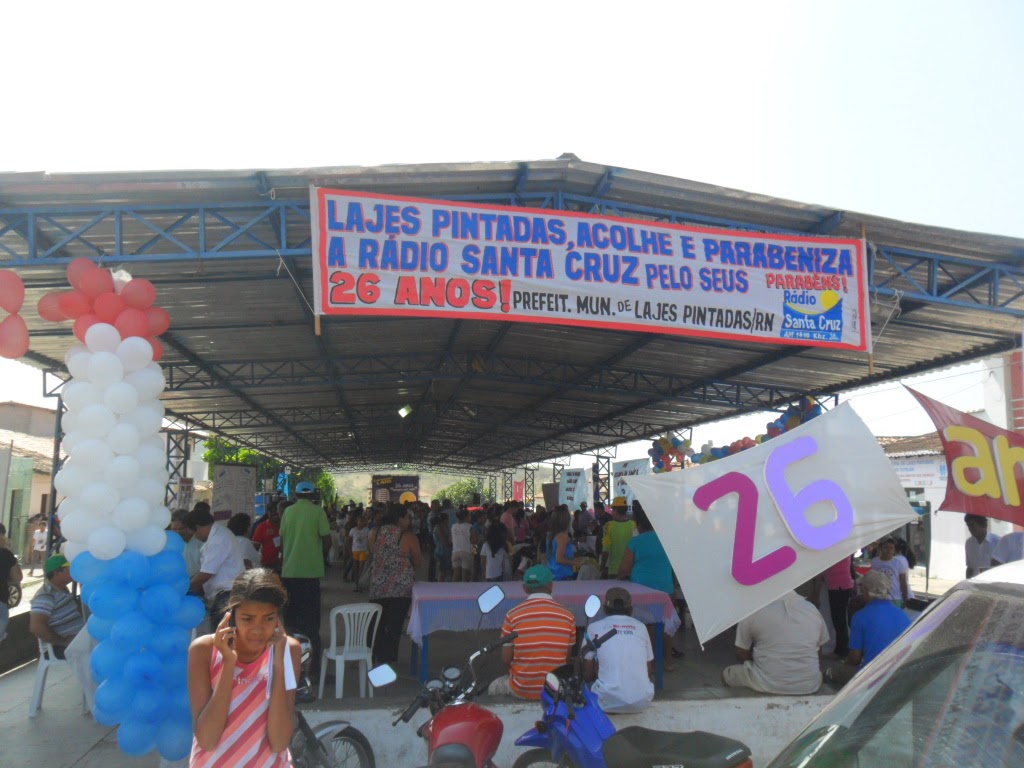 LAJES PINTADAS, ACOLHE E PARABENIZA
A RÁDIO SANTA CRUZ PELO SEUS
26 ANOS! PREFEIT. MUN. DE LAJES PINTADAS/RN
PARABÉNS!
Rádio
Santa Cruz
26
an